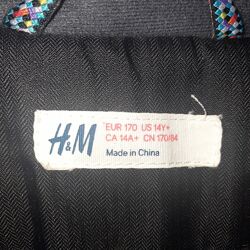 H&M
EUR 170 US 14Y+
CA 14A+ CN 170/84
Made in China